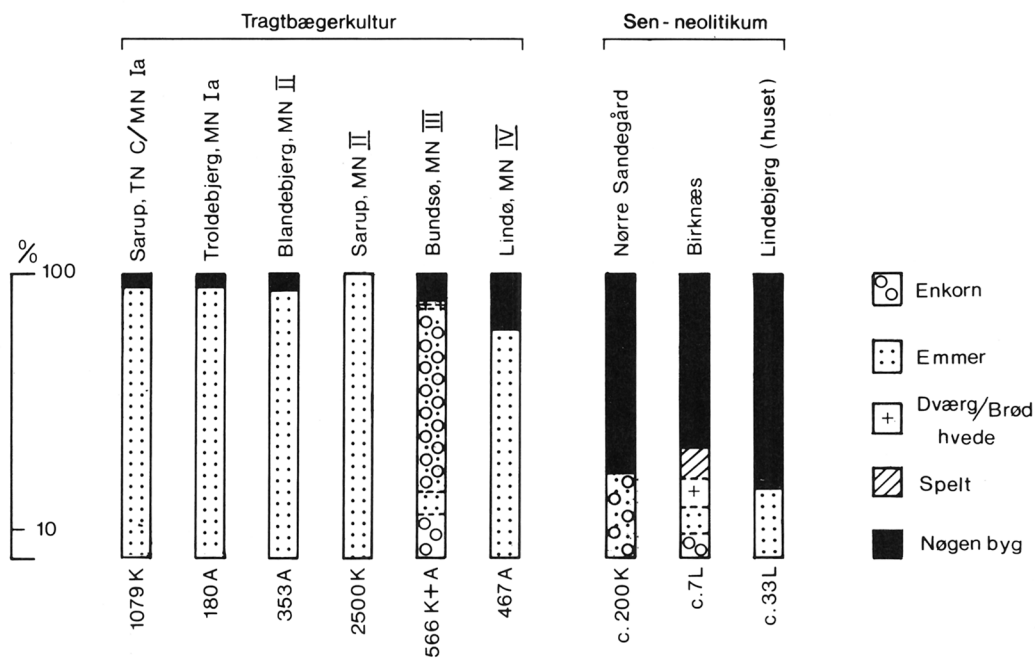 Tragtbægerkultur
Sen-neolitikum
Sarup, TN C/MN Ia
Troldebjerg, MN Ia
Blandebjerg, MN II
Sarup, MN II
Bundsø, MN III
Lindø, MN IV
Nørre Sandegård
Birknæs
Lindebjerg (huset)
%
100
10
1079 K
180 A
353 A
2500 K
566 K+A
467 A
c. 200 K
c. 7 L
c. 33 L
Enkorn
Emmer
Dværg/Brød
hvede
Spelt
Nøgen byg